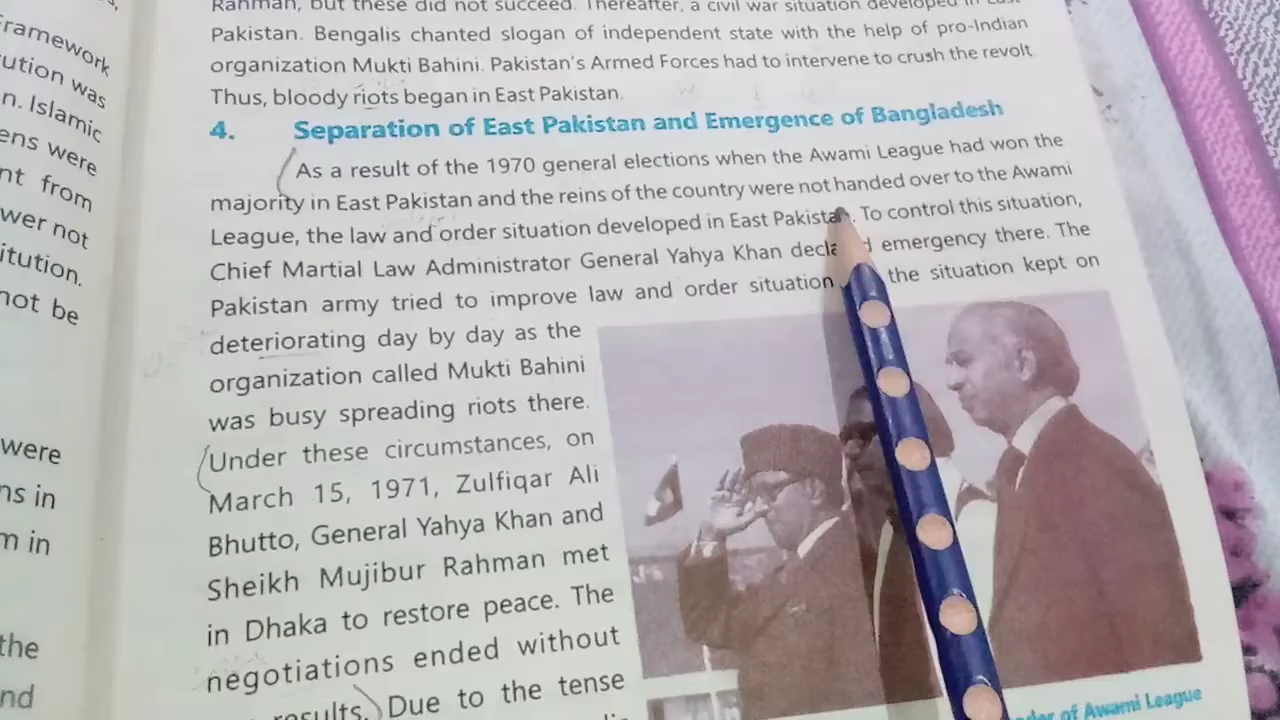 Framework
ution was
n. Islamic
ens were
nt from
wer not
itution.
not be
were
ns in
m in
the
nd
Rahman, but these did not succeed. Thereafter, a civil war situation developed in East
Pakistan. Bengalis chanted slogan of independent state with the help of pro-Indian
organization Mukti Bahini. Pakistan's Armed Forces had to intervene to crush the revolt.
Thus, bloody riots began in East Pakistan.
4. Separation of East Pakistan and Emergence of Bangladesh
As a result of the 1970 general elections when the Awami League had won the
majority in East Pakistan and the reins of the country were not handed over to the Awami
League, the law and order situation developed in East Pakistan. To control this situation,
Chief Martial Law Administrator General Yahya Khan decla d emergency there. The
Pakistan army tried to improve law and order situation the situation kept on
deteriorating day by day as the
organization called Mukti Bahini
was busy spreading riots there.
Under these circumstances, on
March 15, 1971, Zulfiqar Ali
Bhutto, General Yahya Khan and
Sheikh Mujibur Rahman met
in Dhaka to restore peace. The
negotiations ended without
results. Due to the tense
der of Awami League